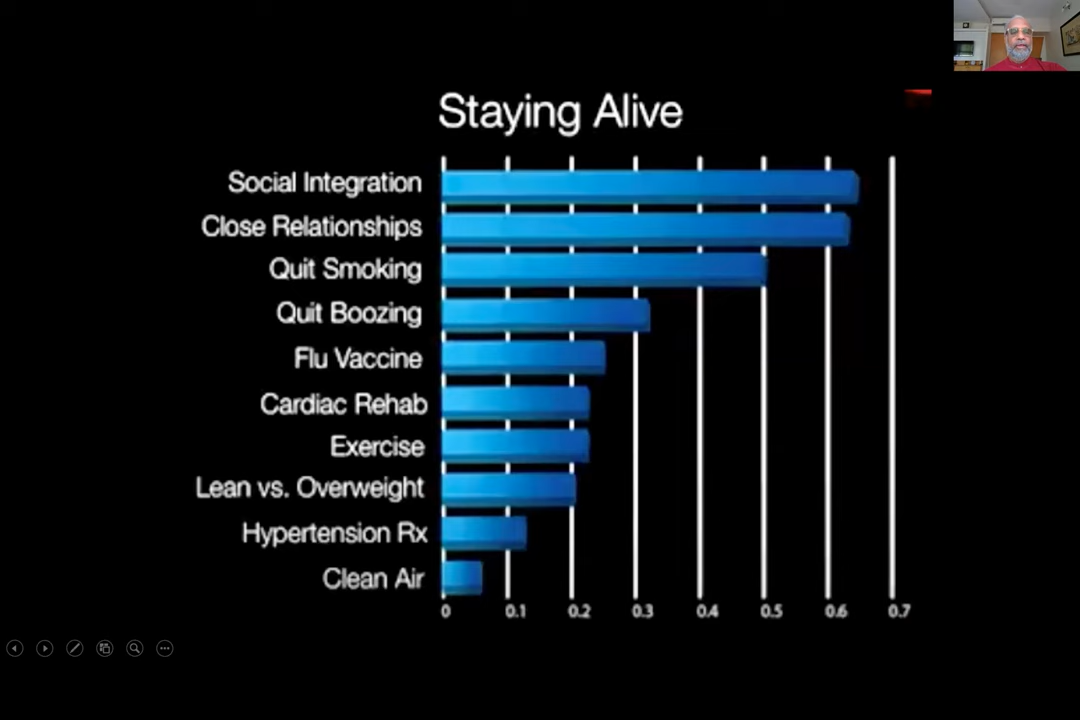 Staying Alive
Social Integration
Close Relationships
Quit Smoking
Quit Boozing
Flu Vaccine
Cardiac Rehab
Exercise
Lean vs. Overweight
Hypertension Rx
Clean Air
0 0.1 0.2 0.3 0.4 0.5 0.6 0.7